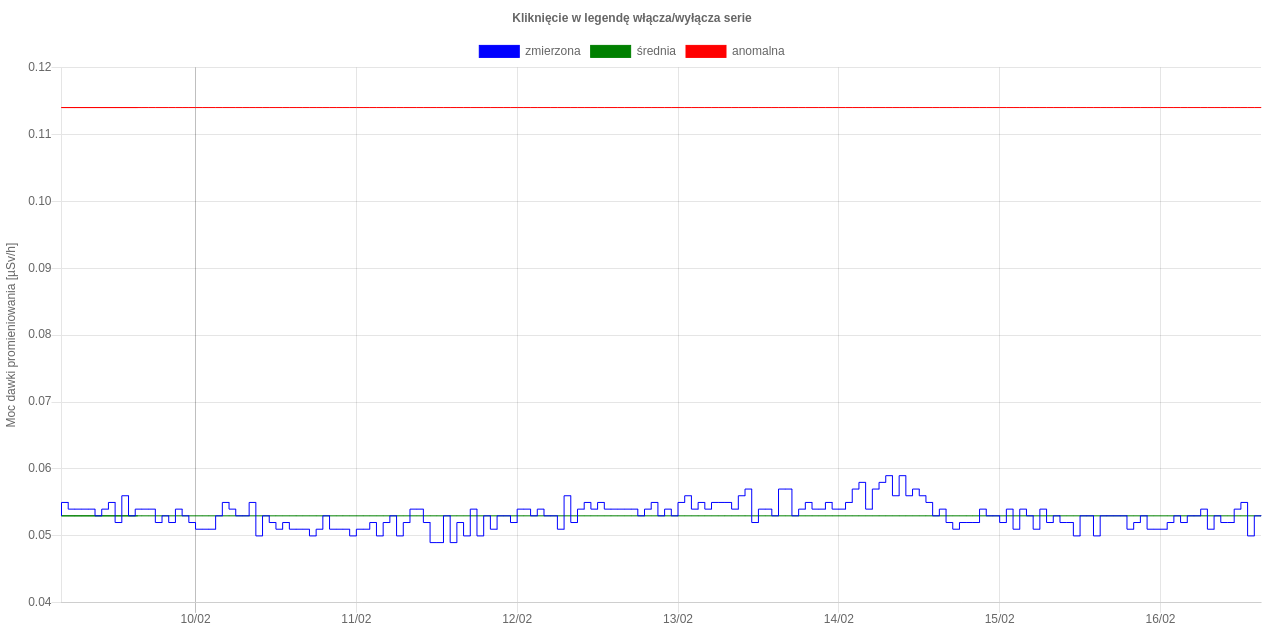 Kliknięcie w legendę włącza/wyłącza serie
zmierzona średnia anomalna
Moc dawki promieniowania [µSv/h]
0.12
0.11
0.10
0.09
0.08
0.07
0.06
0.05
0.04
10/02 11/02 12/02 13/02 14/02 15/02 16/02